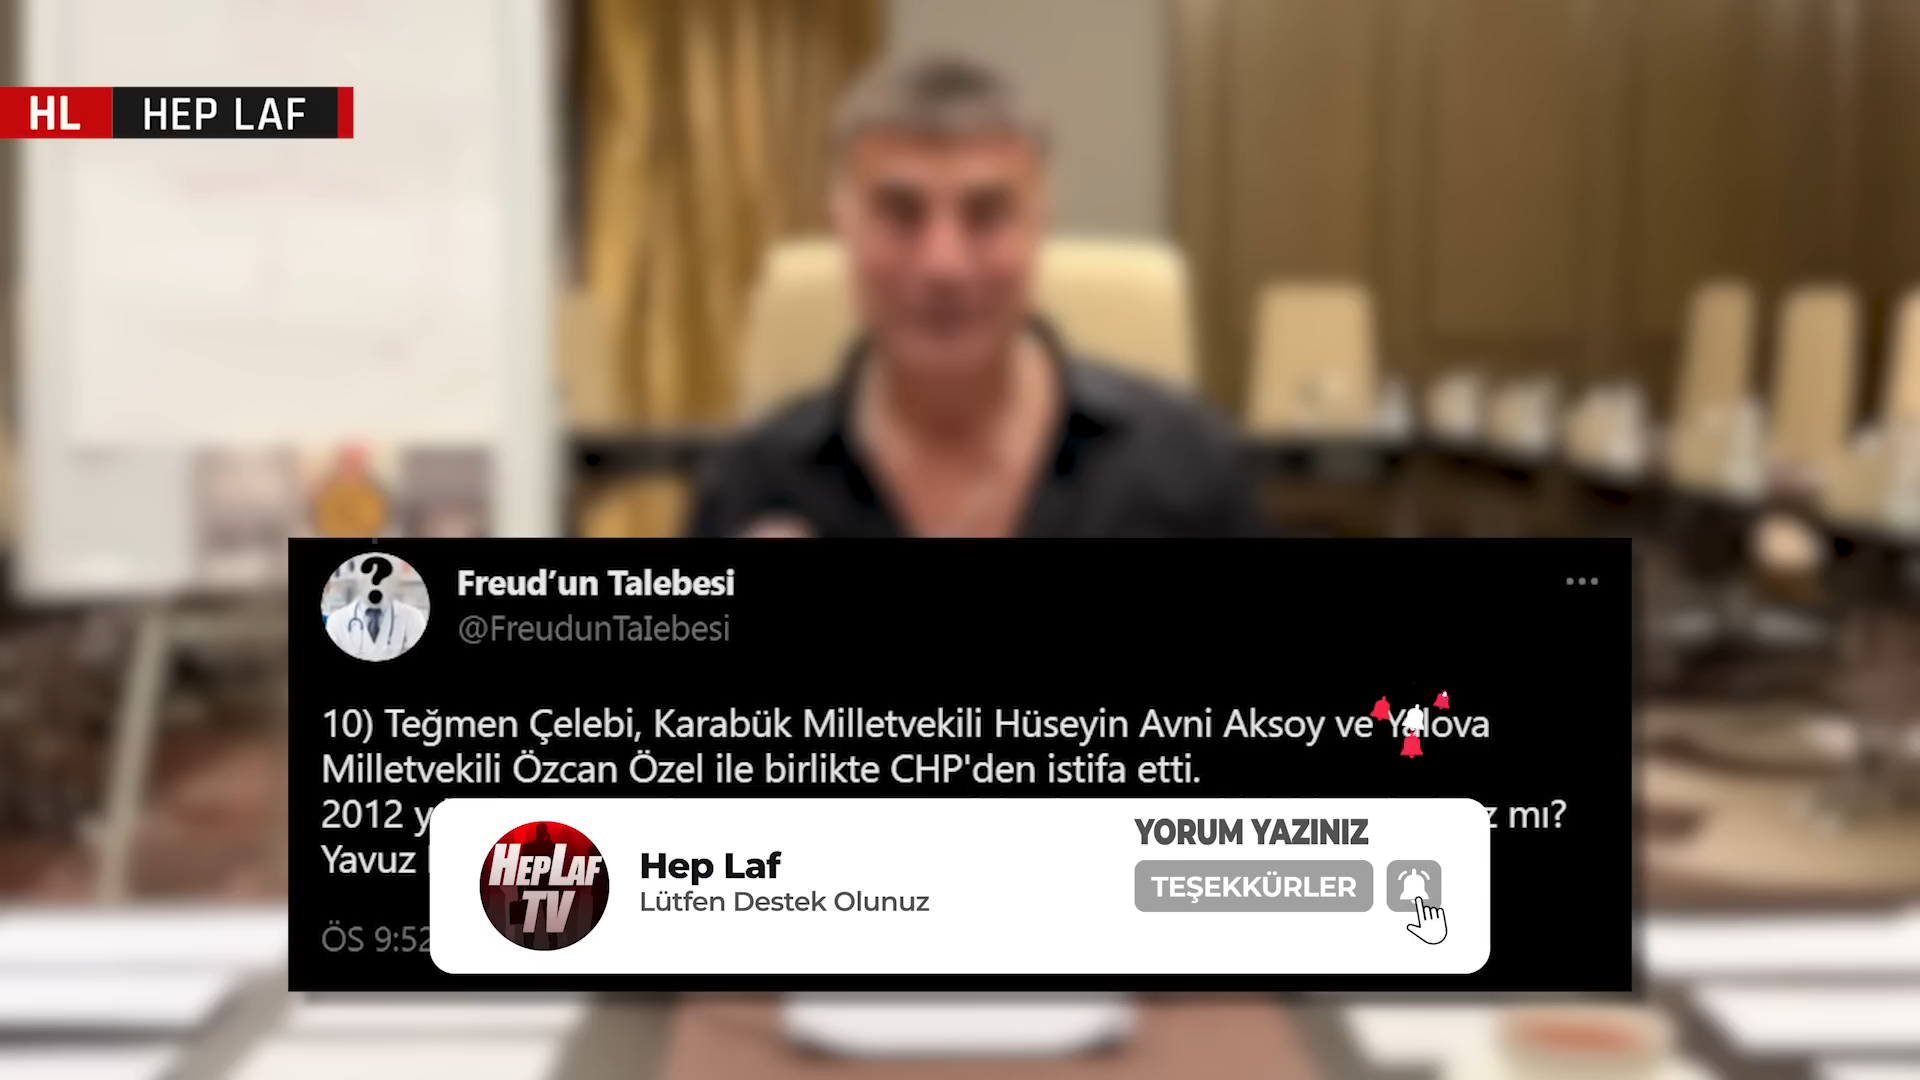 HL HEP LAF
Freud’un Talebesi
@FreudunTaIebesi
10) Teğmen Çelebi, Karabük Milletvekili Hüseyin Avni Aksoy ve Yalova
Milletvekili Özcan Özel ile birlikte CHP'den istifa etti.
2012 mı?
Yavuz
ÖS 9:52
HEPLAF
TV
Hep Laf
Lütfen Destek Olunuz
YORUM YAZINIZ
TEŞEKKÜRLER